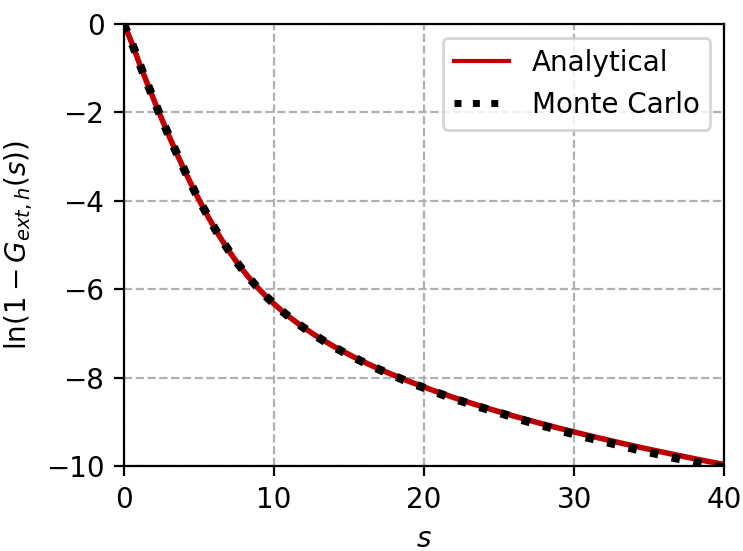 0
−2
−4
−6
−8
−10
ln(1 − G_{ext, h}(s))
Analytical
Monte Carlo
0 10 20 30 40
s